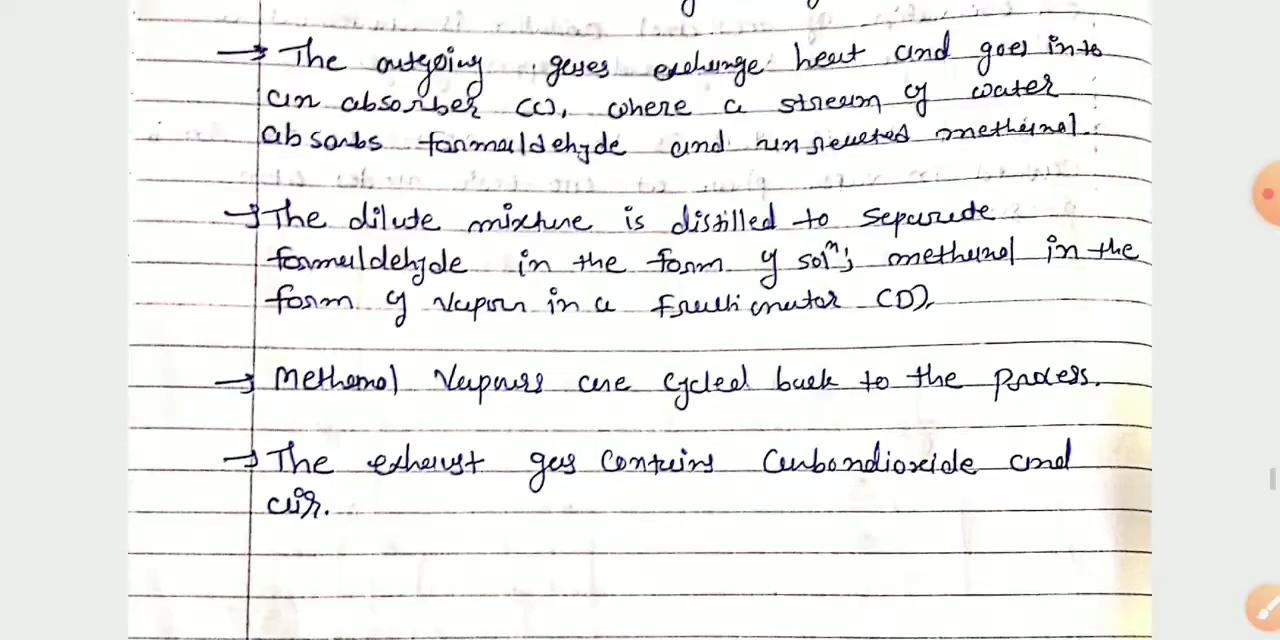 → The outgoing gases exchange heat and goes into
an absorber (C), where a stream of water
absorbs formaldehyde and unreacted methanol.
→ The dilute mixture is distilled to separate
formaldehyde in the form of solⁿ; methanol in the
form of vapour in a fractionator (D).
→ Methanol vapours are cycled back to the process.
→ The exhaust gas contains carbondioxide and
air.